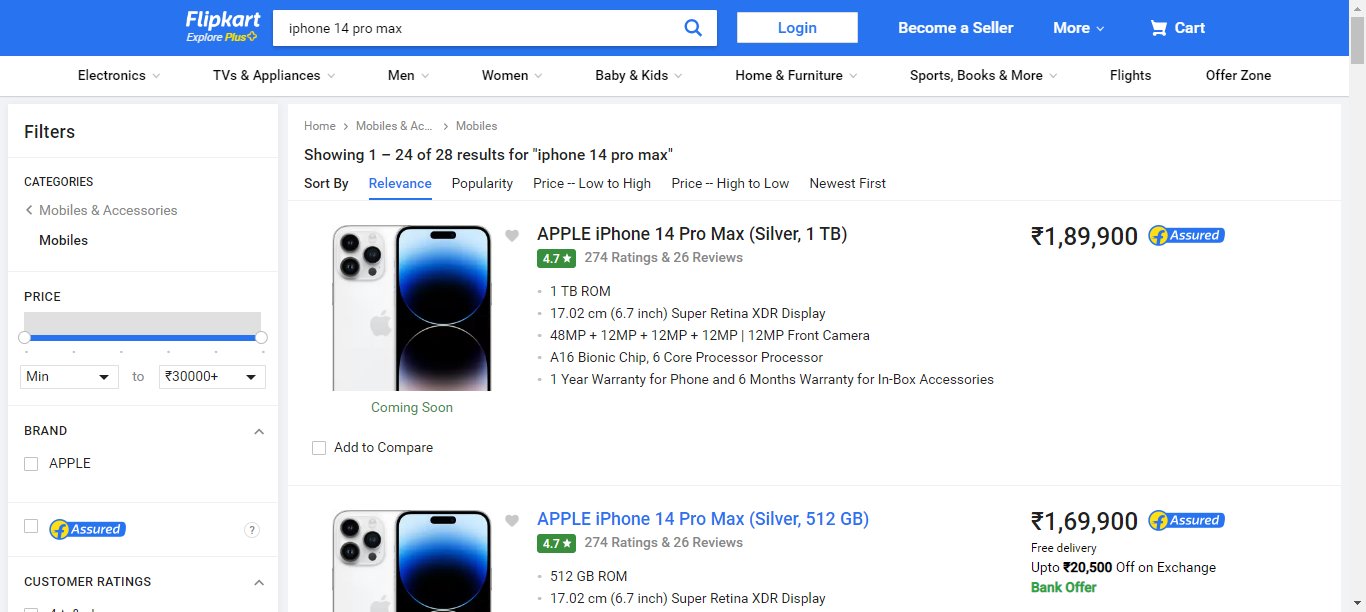 Flipkart
Explore Plus
iphone 14 pro max
Login
Become a Seller
More
Cart
Electronics
TVs & Appliances
Men
Women
Baby & Kids
Home & Furniture
Sports, Books & More
Flights
Offer Zone
Filters
CATEGORIES
Mobiles & Accessories
Mobiles
PRICE
Min
to
₹30000+
BRAND
APPLE
Assured
?
CUSTOMER RATINGS
Home
Mobiles & Ac...
Mobiles
Showing 1 – 24 of 28 results for "iphone 14 pro max"
Sort By
Relevance
Popularity
Price -- Low to High
Price -- High to Low
Newest First
Coming Soon
Add to Compare
APPLE iPhone 14 Pro Max (Silver, 1 TB)
4.7★
274 Ratings & 26 Reviews
1 TB ROM
17.02 cm (6.7 inch) Super Retina XDR Display
48MP + 12MP + 12MP + 12MP | 12MP Front Camera
A16 Bionic Chip, 6 Core Processor Processor
1 Year Warranty for Phone and 6 Months Warranty for In-Box Accessories
₹1,89,900
Assured
APPLE iPhone 14 Pro Max (Silver, 512 GB)
4.7★
274 Ratings & 26 Reviews
512 GB ROM
17.02 cm (6.7 inch) Super Retina XDR Display
₹1,69,900
Assured
Free delivery
Upto ₹20,500 Off on Exchange
Bank Offer